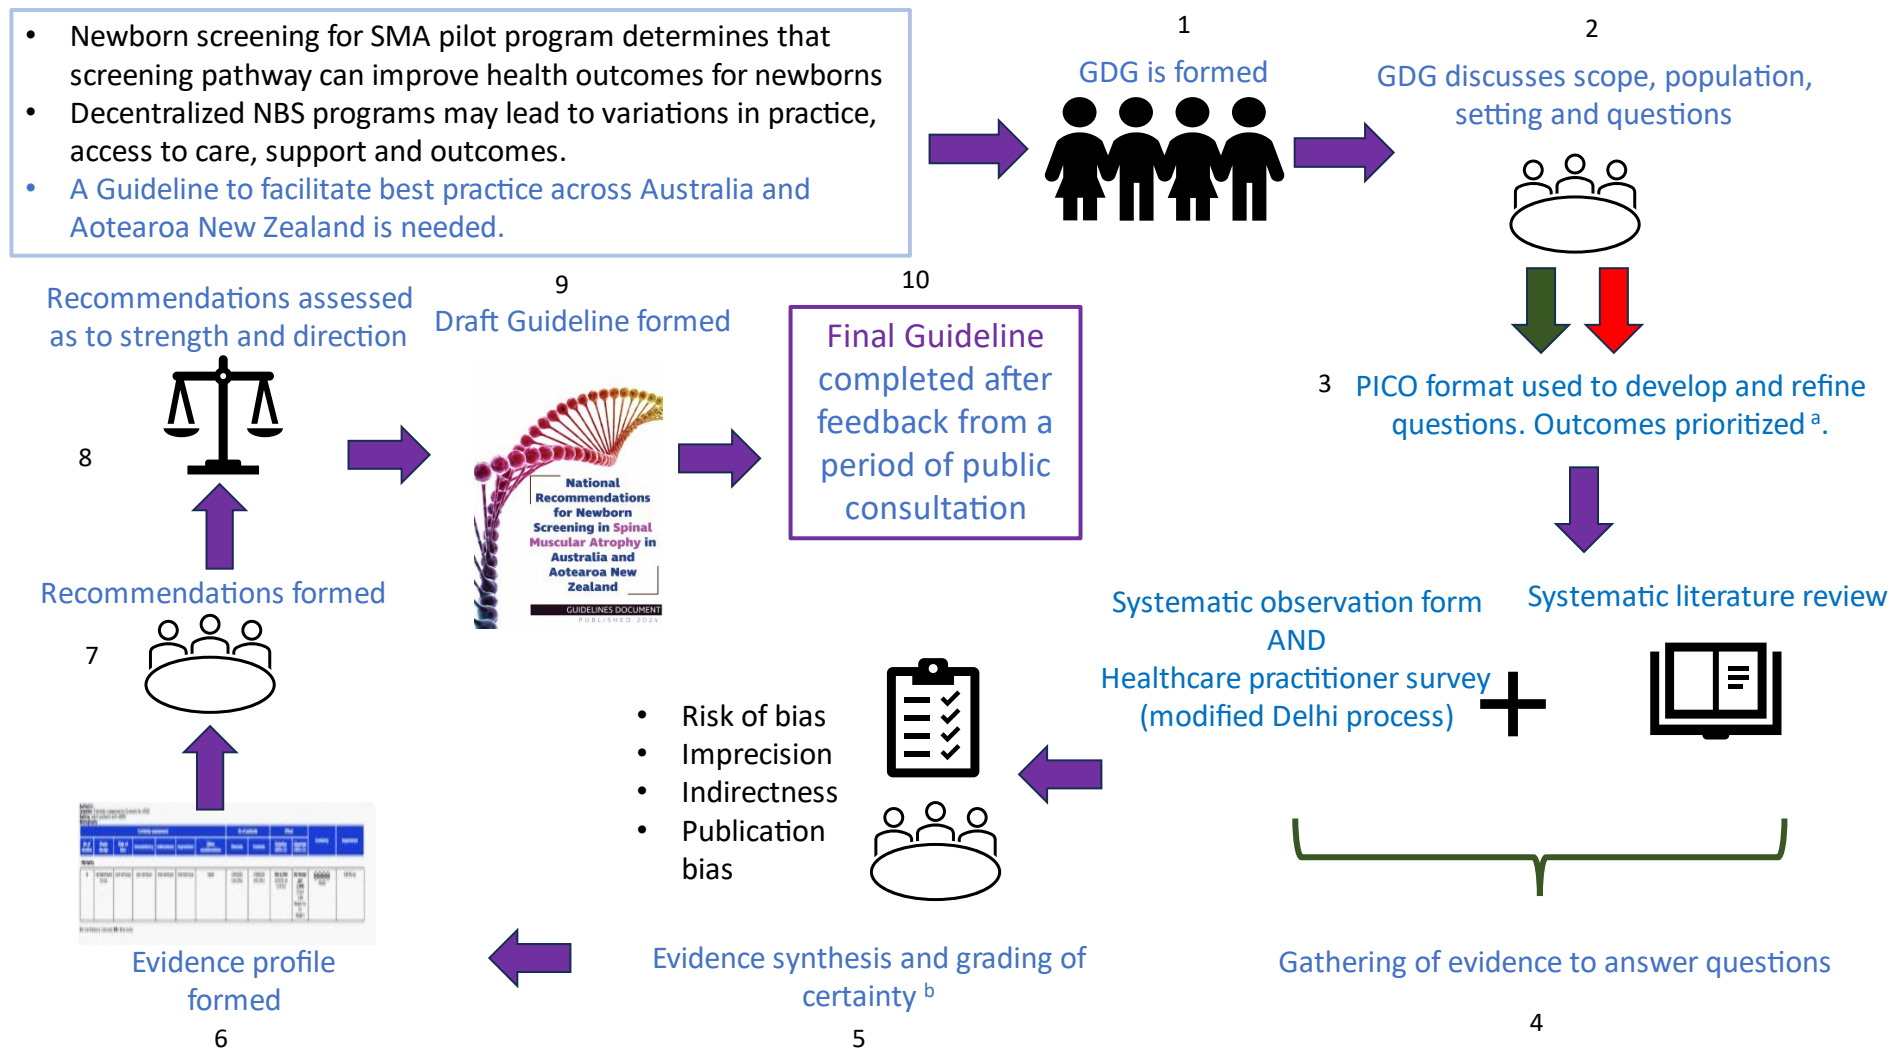 • Newborn screening for SMA pilot program determines that
screening pathway can improve health outcomes for newborns
• Decentralized NBS programs may lead to variations in practice,
access to care, support and outcomes.
• A Guideline to facilitate best practice across Australia and
Aotearoa New Zealand is needed.
1
GDG is formed
2
GDG discusses scope, population,
setting and questions
3
PICO format used to develop and refine
questions. Outcomes prioritized a.
Systematic observation form
AND
Healthcare practitioner survey
(modified Delhi process)
Systematic literature review
Gathering of evidence to answer questions
4
• Risk of bias
• Imprecision
• Indirectness
• Publication
bias
Evidence synthesis and grading of
certainty b
5
Evidence profile
formed
6
Recommendations formed
7
Recommendations assessed
as to strength and direction
8
9
Draft Guideline formed
National
Recommendations
for Newborn
Screening in Spinal
Muscular Atrophy in
Australia and
Aotearoa New
Zealand
GUIDELINES DOCUMENT
PUBLISHED 2024
10
Final Guideline
completed after
feedback from a
period of public
consultation